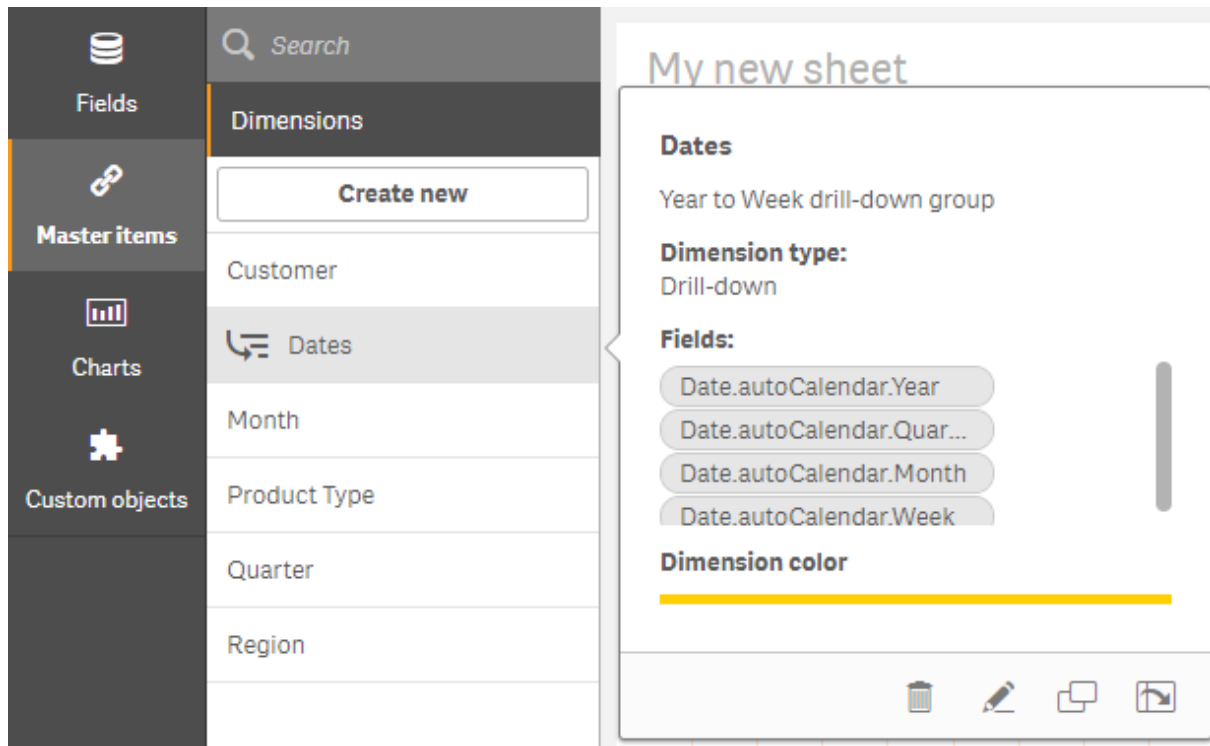 Fields
Master items
Charts
Custom objects
Search
Dimensions
Create new
Customer
Dates
Month
Product Type
Quarter
Region
My new sheet
Dates
Year to Week drill-down group
Dimension type:
Drill-down
Fields:
Date.autoCalendar.Year
Date.autoCalendar.Quar...
Date.autoCalendar.Month
Date.autoCalendar.Week
Dimension color